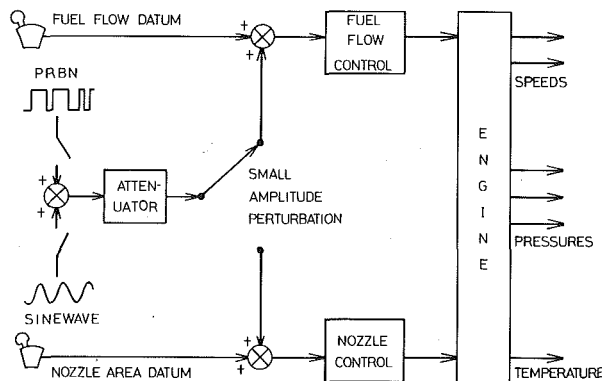 FUEL FLOW DATUM
+
+
FUEL
FLOW
CONTROL
SPEEDS
PRBN
+
+
ATTEN-
UATOR
SMALL
AMPLITUDE
PERTURBATION
ENGINE
PRESSURES
SINEWAVE
NOZZLE AREA DATUM
+
+
NOZZLE
CONTROL
TEMPERATURE